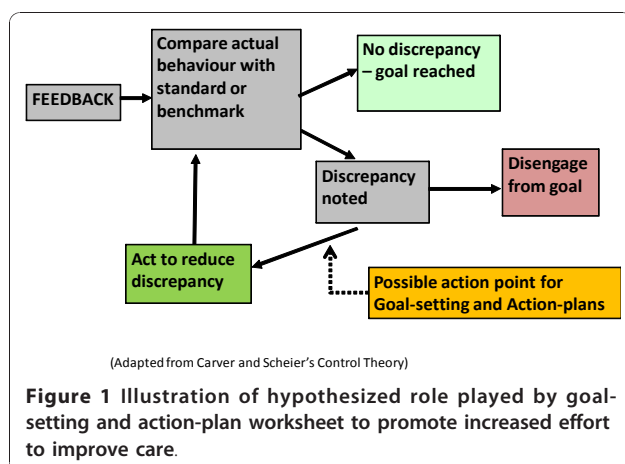 Compare actual
behaviour with
standard or
benchmark
No discrepancy
– goal reached
FEEDBACK
Discrepancy
noted
Disengage
from goal
Act to reduce
discrepancy
Possible action point for
Goal-setting and Action-plans
(Adapted from Carver and Scheier's Control Theory)
Figure 1 Illustration of hypothesized role played by goal-
setting and action-plan worksheet to promote increased effort
to improve care.